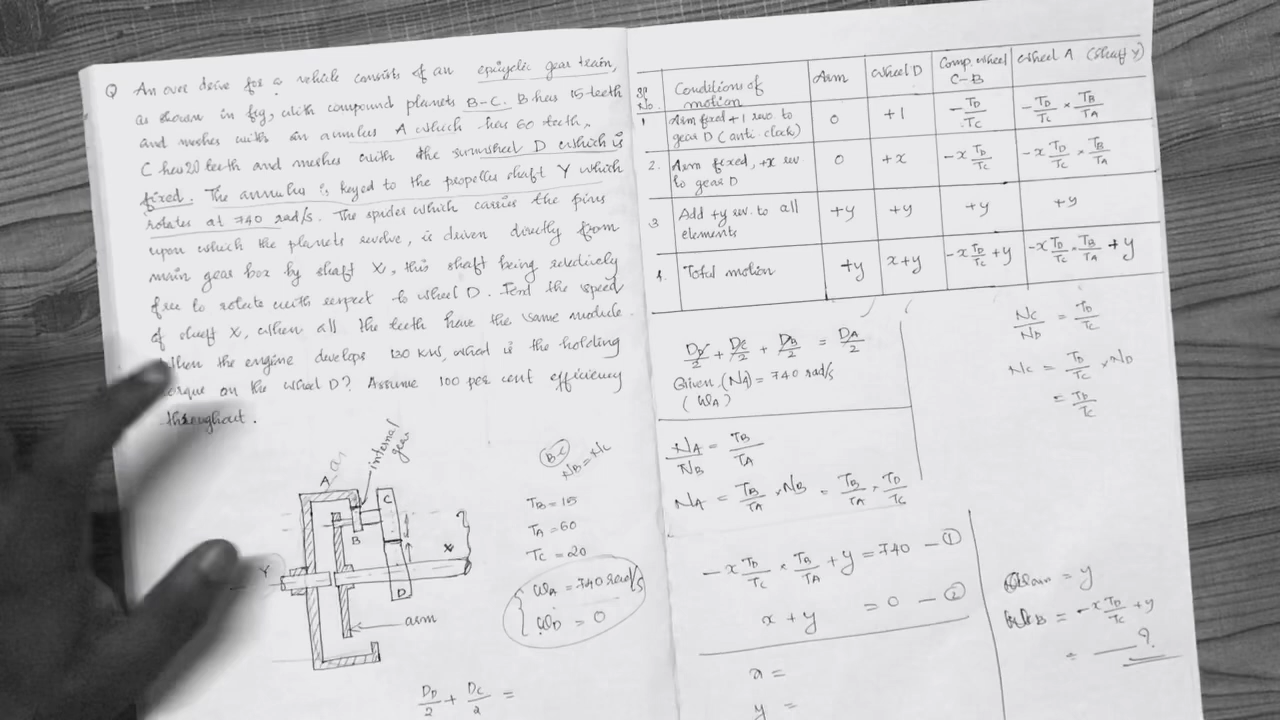 Q An over drive for a vehicle consists of an epicyclic gear train,
as shown in fig, with compound planets B-C. B has 15 teeth
and meshes with an annulus A which has 60 teeth.
C has 20 teeth and meshes with the sunwheel D which is
fixed. The annulus is keyed to the propeller shaft Y which
rotates at 740 rad/s. The spider which carries the pins
upon which the planets revolve, is driven directly from
main gear box by shaft X, this shaft being relatively
free to rotate with respect to wheel D. Find the speed
of shaft X, when all the teeth have the same module.
When the engine develops 130 KW, what is the holding
torque on the wheel D? Assume 100 per cent efficiency
throughout.
A
internal gear
C
B
X
Y
D
arm
B-C
NB = NC
TB = 15
TA = 60
TC = 20
ωA = 740 rad/s
ωD = 0
DD/2 + DC/2 =
Sr No. Conditions of motion Arm Wheel D Comp. wheel C-B Wheel A (Shaft Y)
1 Arm fixed +1 rev. to gear D (anti clock) 0 +1 -TD/TC -TD/TC × TB/TA
2. Arm fixed, +x rev. to gear D 0 +x -x TD/TC -x TD/TC × TB/TA
3 Add +y rev. to all elements +y +y +y +y
4. Total motion +y x+y -x TD/TC + y -x TD/TC × TB/TA + y
DD/2 + DC/2 + DB/2 = DA/2
Given, (NA) = 740 rad/s
(ωA)
NC/ND = TD/TC
NC = TD/TC × ND
= TD/TC
NA/NB = TB/TA
NA = TB/TA × NB = TB/TA × TD/TC
-x TD/TC × TB/TA + y = 740 - ①
x + y = 0 - ②
x =
y =
= y
= -x TD/TC + y
= ?